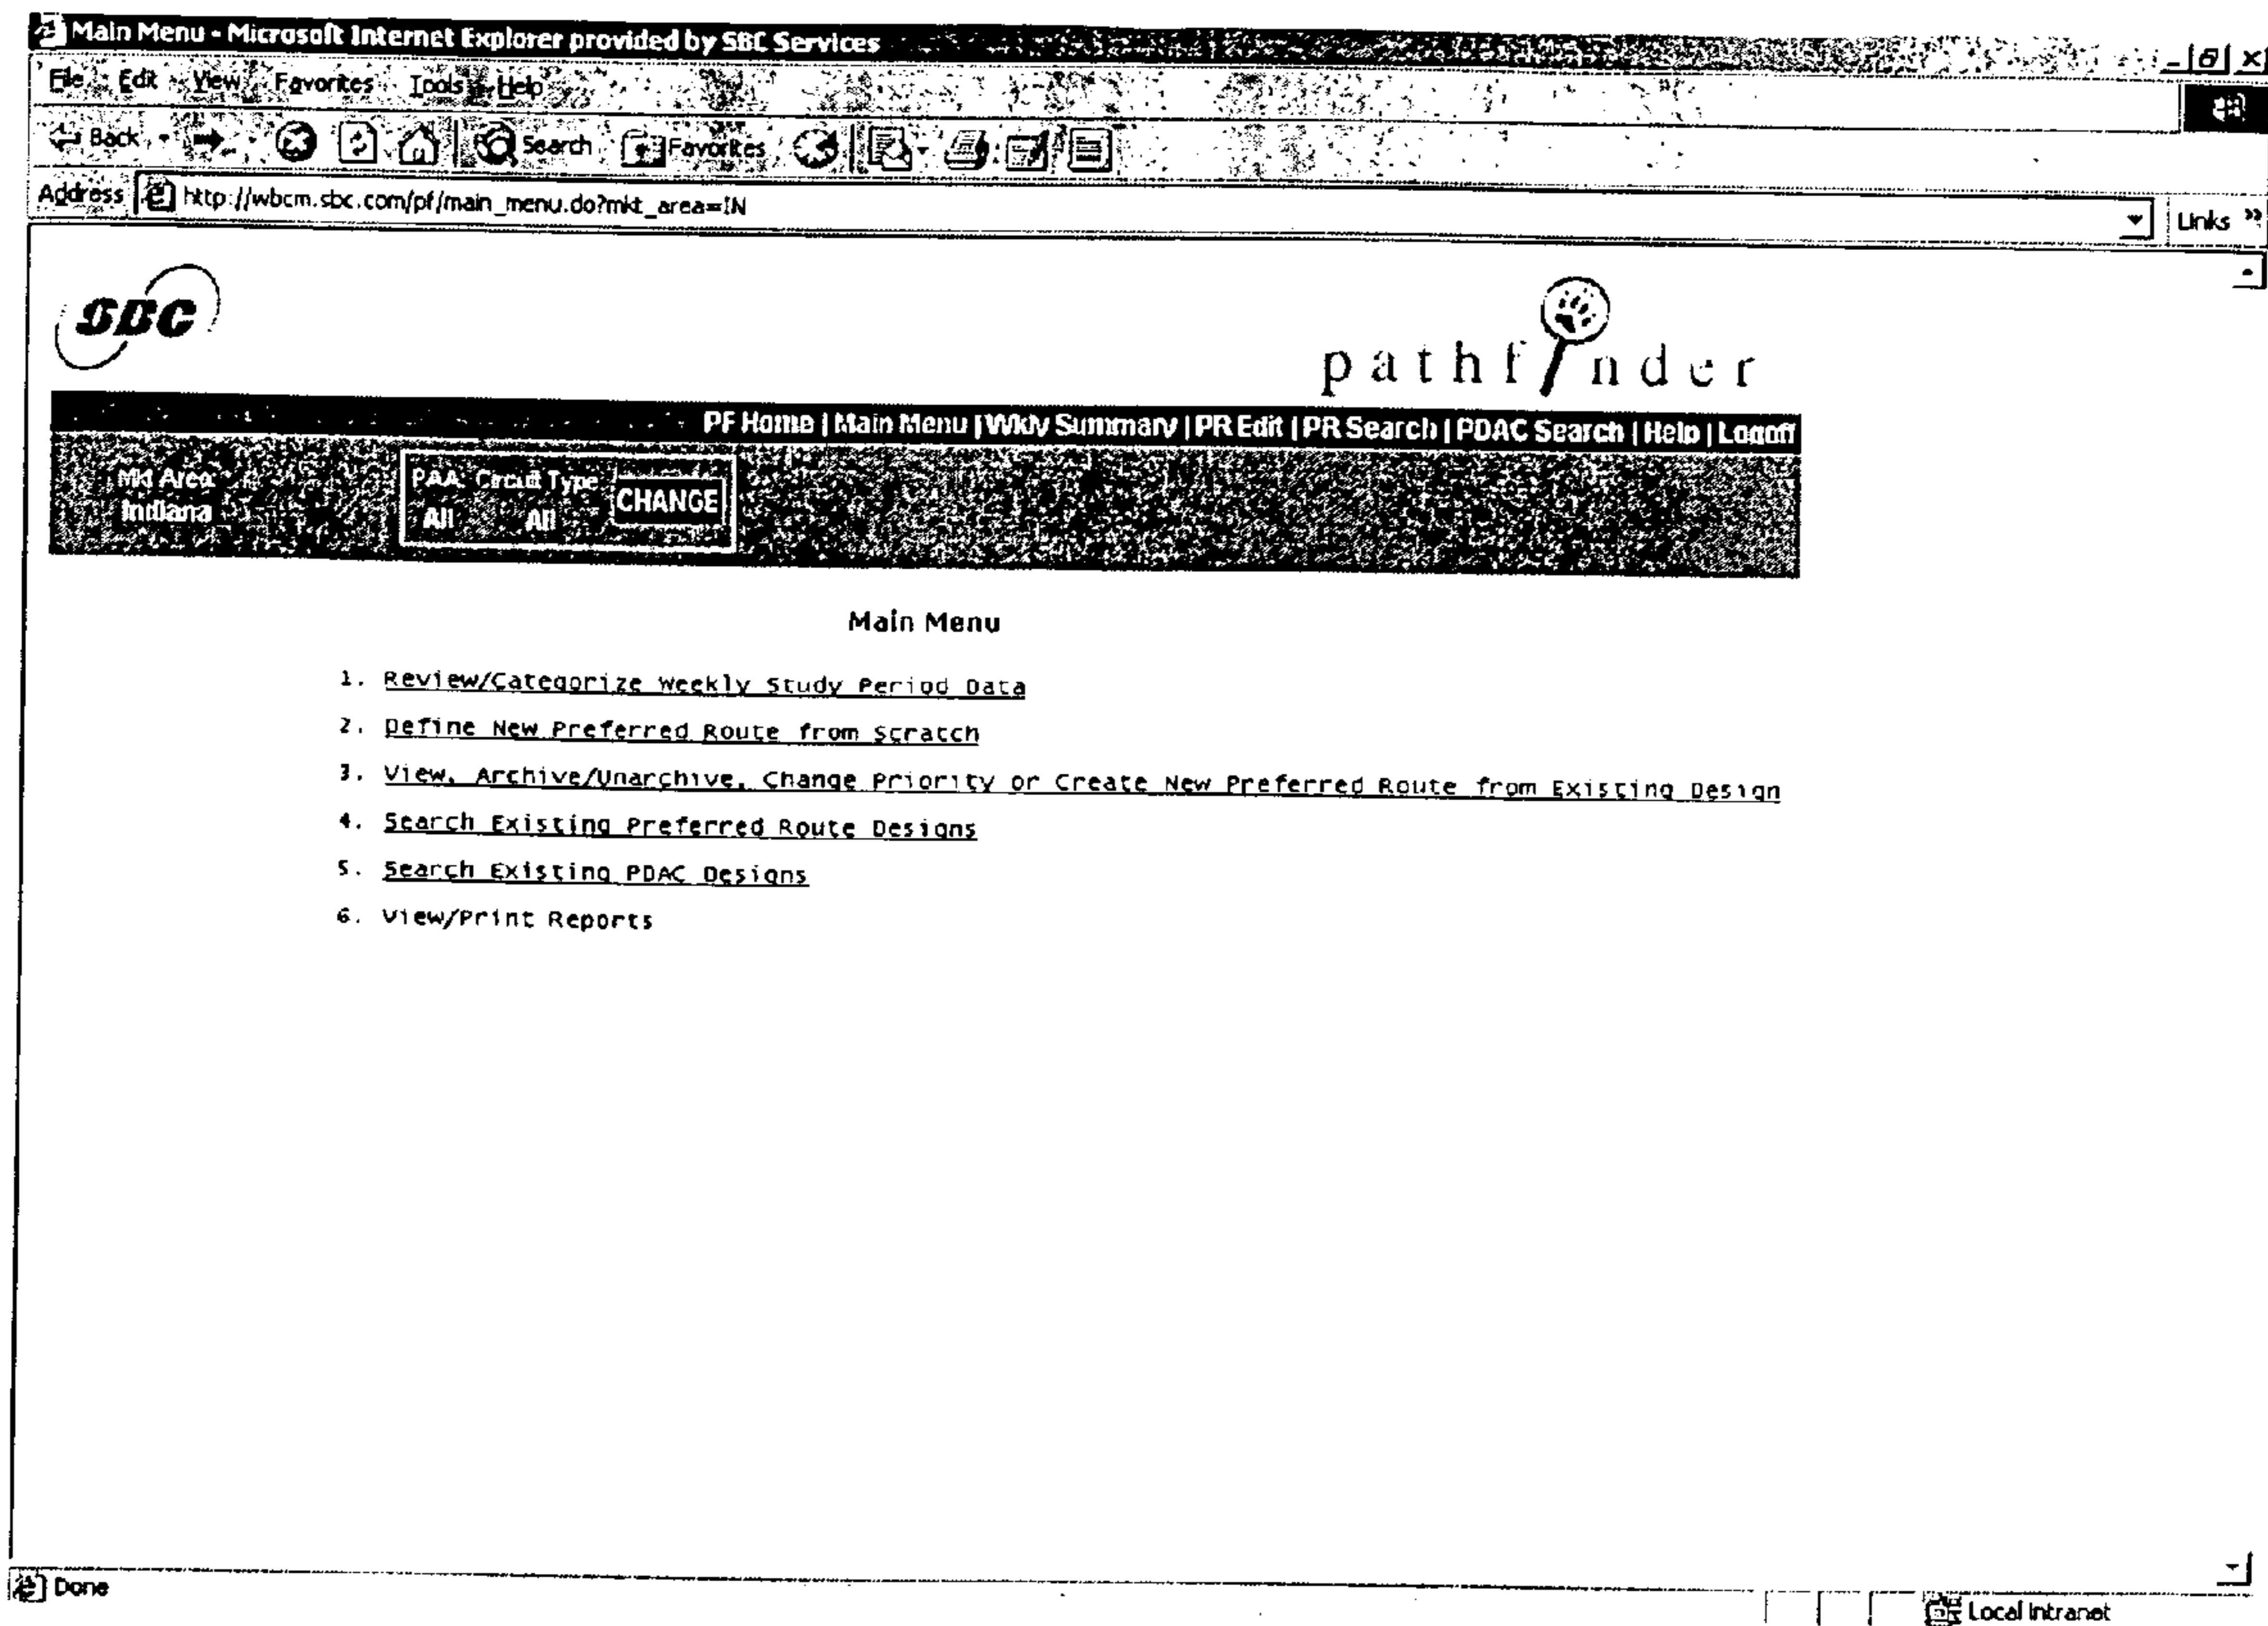 Main Menu - Microsoft Internet Explorer provided by SBC Services
File Edit View Favorites Tools Help
Back Search Favorites
Address http://wbcm.sbc.com/pf/main_menu.do?mkt_area=IN Links »
SBC
pathfinder
PF Home | Main Menu | Wkly Summary | PR Edit | PR Search | PDAC Search | Help | Logoff
Mkt Area PAA Circuit Type CHANGE
Indiana All All
Main Menu
1. Review/Categorize Weekly Study Period Data
2. Define New Preferred Route from Scratch
3. View, Archive/Unarchive, Change Priority or Create New Preferred Route from Existing Design
4. Search Existing Preferred Route Designs
5. Search Existing PDAC Designs
6. View/Print Reports
Done Local intranet